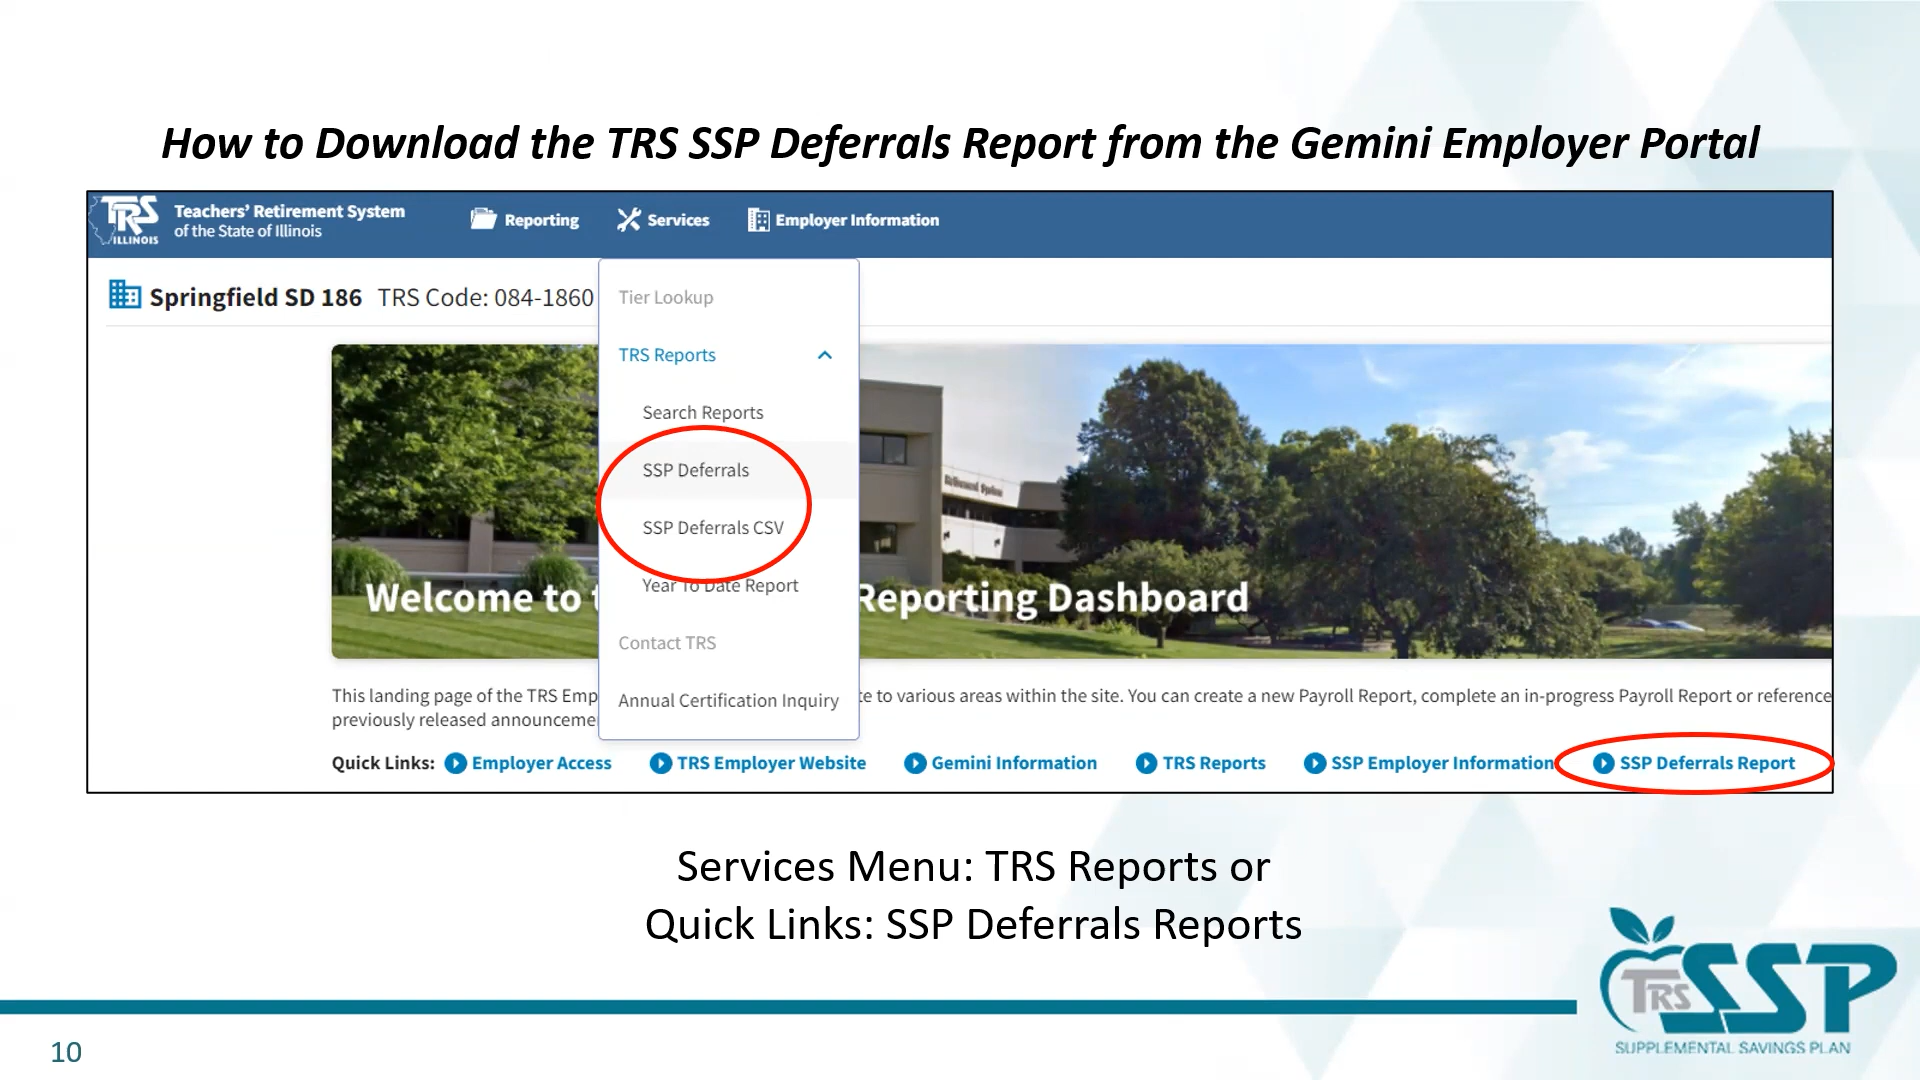 How to Download the TRS SSP Deferrals Report from the Gemini Employer Portal
TRS
ILLINOIS
Teachers' Retirement System
of the State of Illinois
Reporting
Services
Employer Information
Springfield SD 186 TRS Code: 084-1860
Tier Lookup
TRS Reports
Search Reports
SSP Deferrals
SSP Deferrals CSV
Year To Date Report
Contact TRS
Annual Certification Inquiry
Retirement System
Welcome to t
Reporting Dashboard
This landing page of the TRS Emp
te to various areas within the site. You can create a new Payroll Report, complete an in-progress Payroll Report or reference
previously released announceme
Quick Links: Employer Access TRS Employer Website Gemini Information TRS Reports SSP Employer Information SSP Deferrals Report
Services Menu: TRS Reports or
Quick Links: SSP Deferrals Reports
TRS SSP
SUPPLEMENTAL SAVINGS PLAN
10